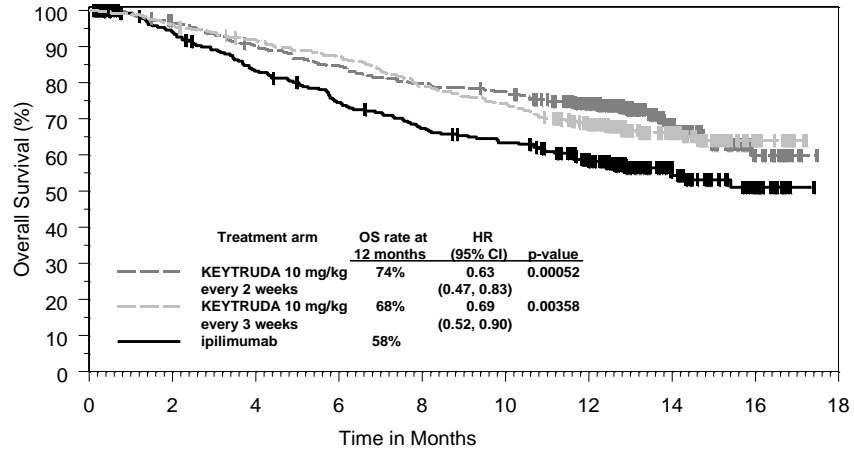 100
90
80
70
60
50
40
30
20
10
0
Overall Survival (%)
Treatment arm OS rate at HR
12 months (95% CI) p-value
KEYTRUDA 10 mg/kg 74% 0.63 0.00052
every 2 weeks (0.47, 0.83)
KEYTRUDA 10 mg/kg 68% 0.69 0.00358
every 3 weeks (0.52, 0.90)
ipilimumab 58%
0 2 4 6 8 10 12 14 16 18
Time in Months